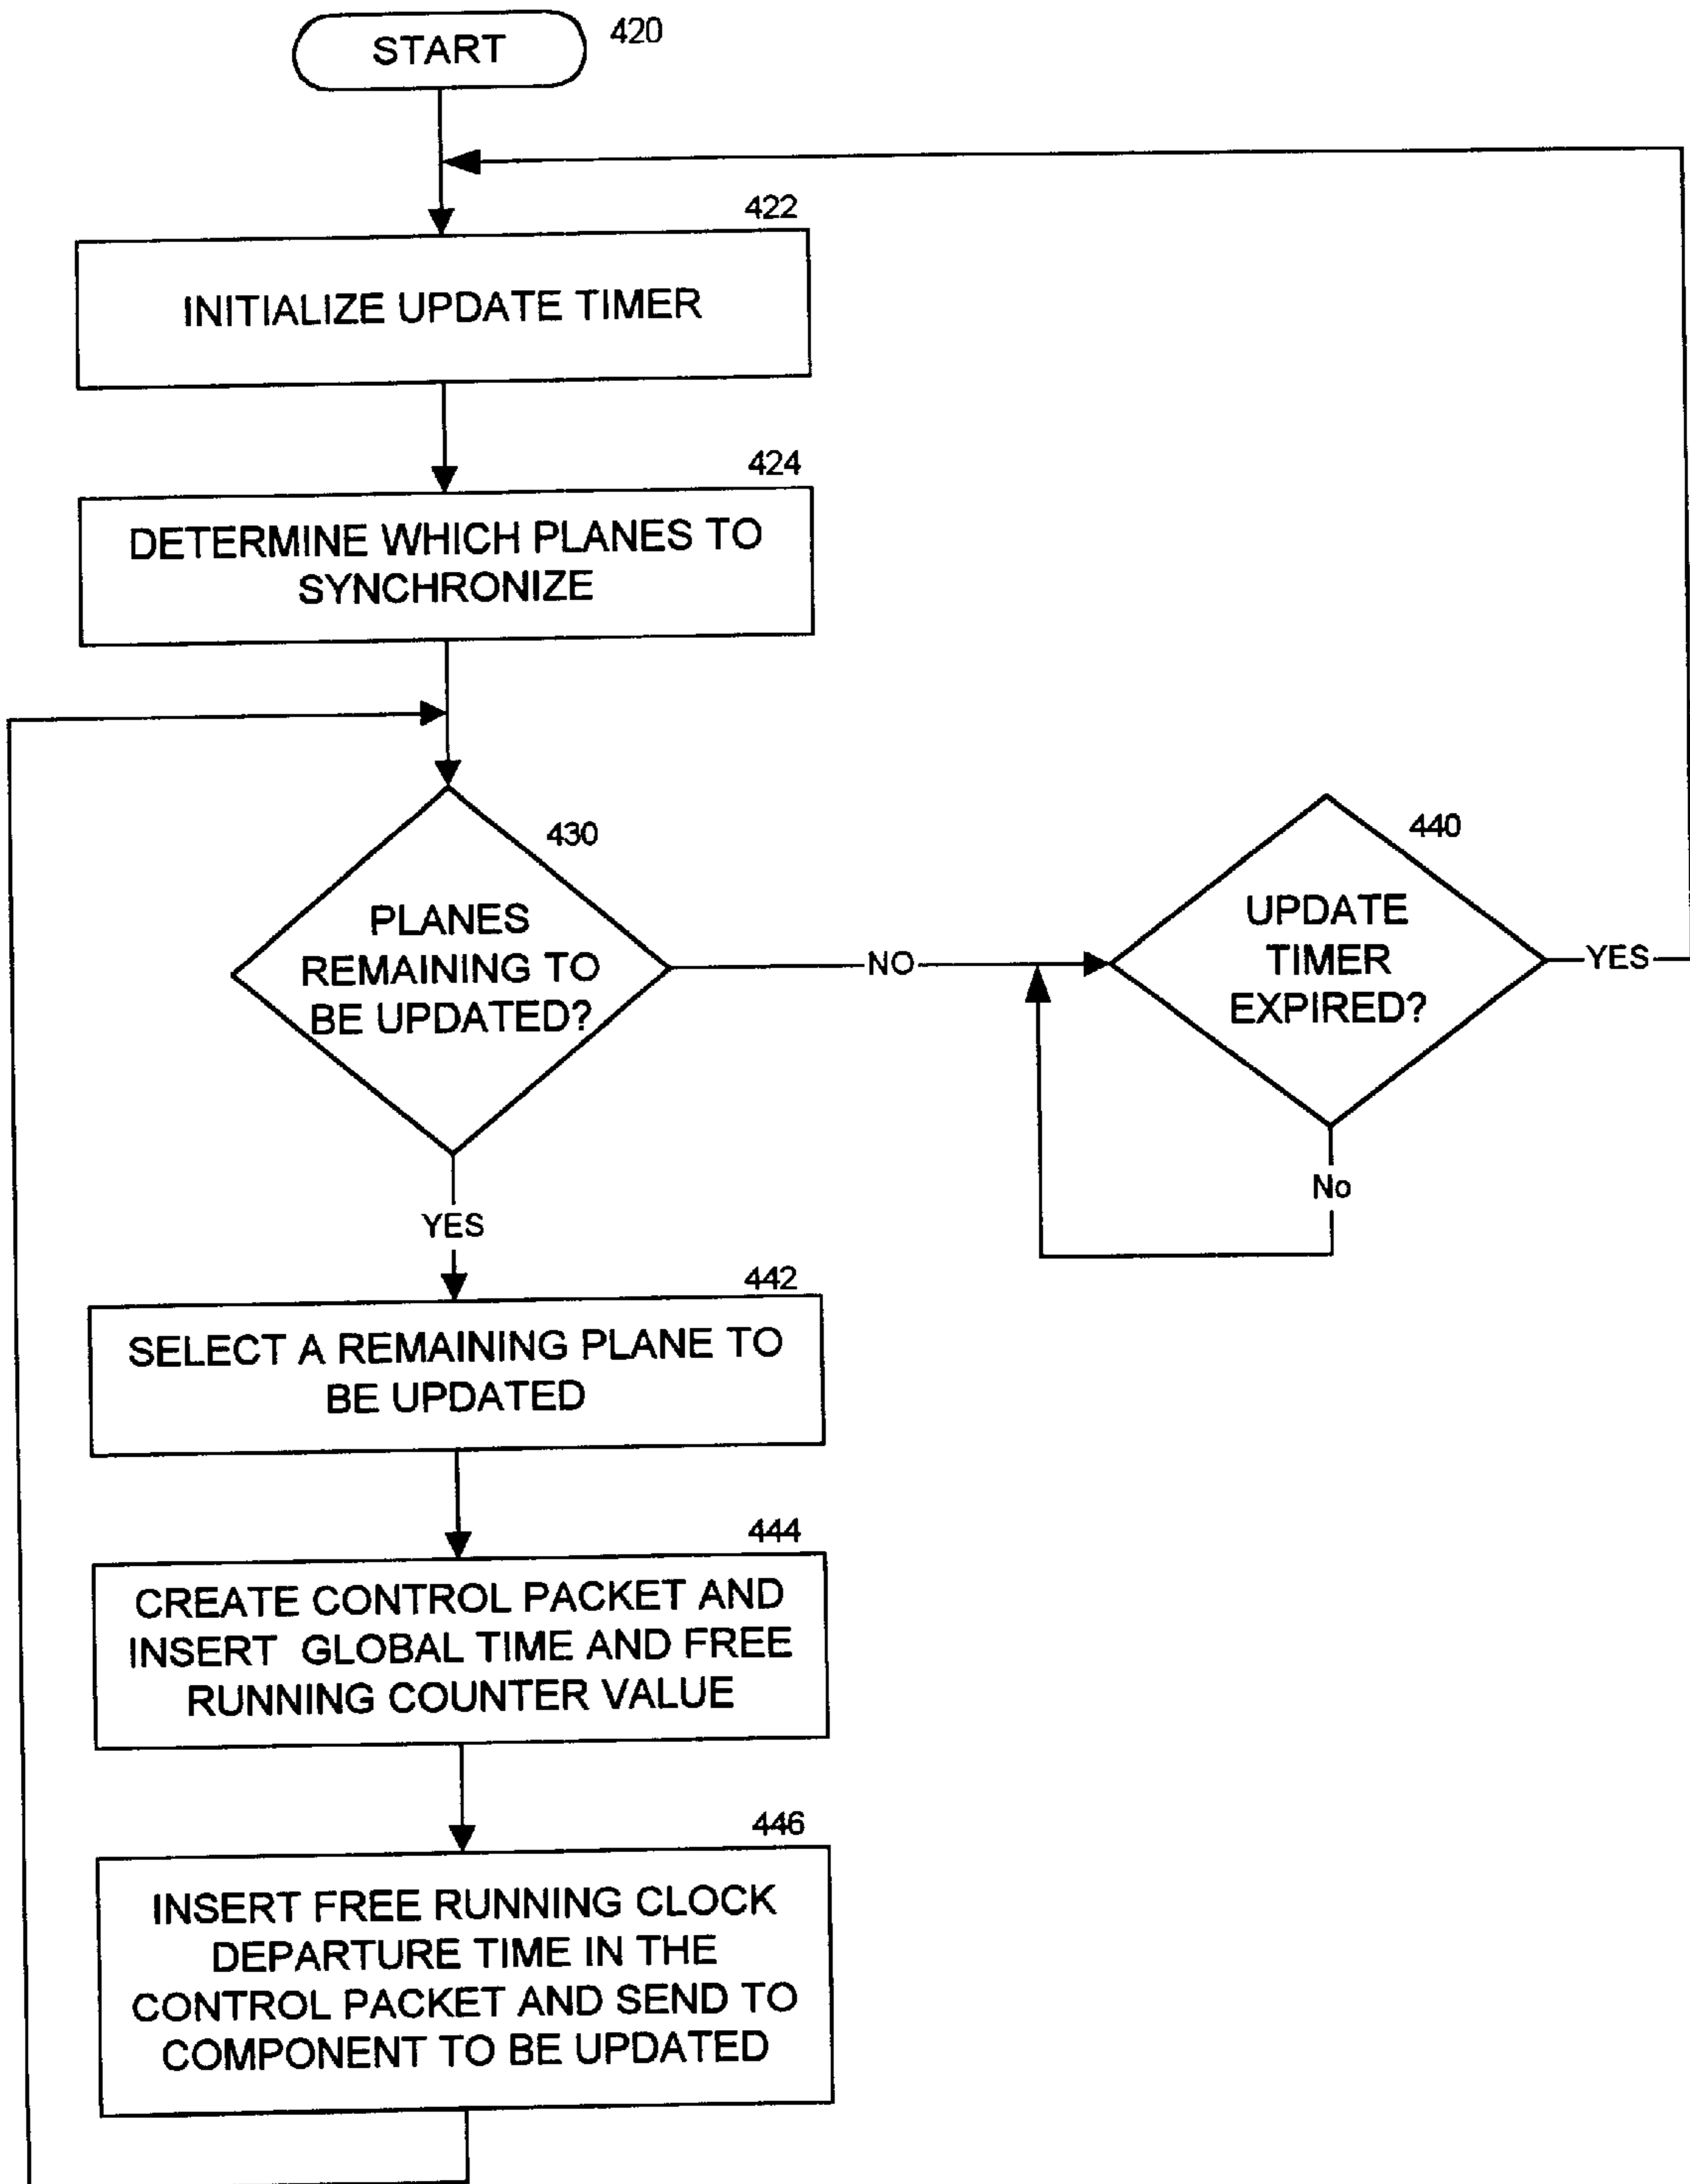 START
420
422
INITIALIZE UPDATE TIMER
424
DETERMINE WHICH PLANES TO
SYNCHRONIZE
430
PLANES
REMAINING TO
BE UPDATED?
NO
440
UPDATE
TIMER
EXPIRED?
YES
No
YES
442
SELECT A REMAINING PLANE TO
BE UPDATED
444
CREATE CONTROL PACKET AND
INSERT GLOBAL TIME AND FREE
RUNNING COUNTER VALUE
446
INSERT FREE RUNNING CLOCK
DEPARTURE TIME IN THE
CONTROL PACKET AND SEND TO
COMPONENT TO BE UPDATED